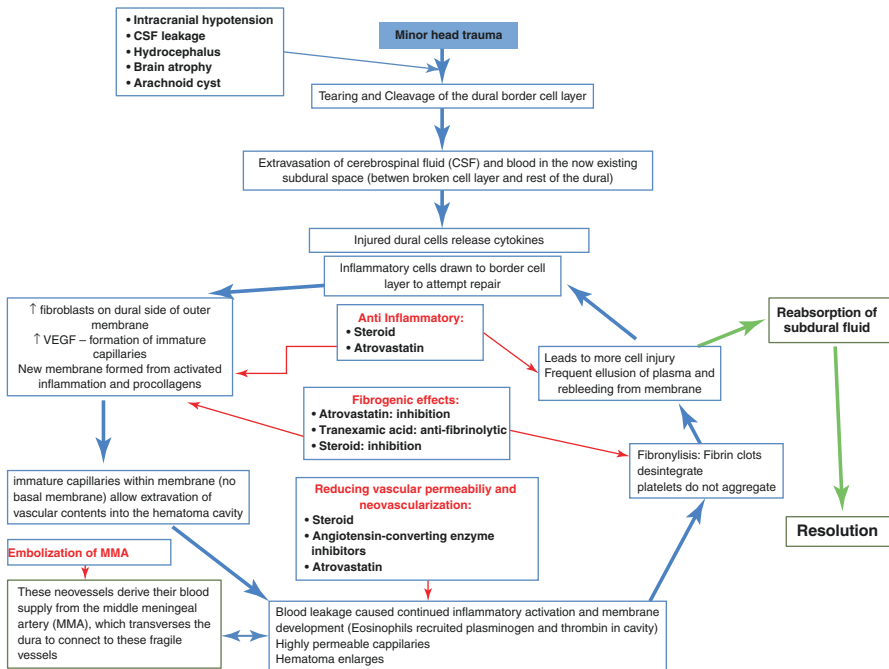 • Intracranial hypotension
• CSF leakage
• Hydrocephalus
• Brain atrophy
• Arachnoid cyst
Minor head trauma
Tearing and Cleavage of the dural border cell layer
Extravasation of cerebrospinal fluid (CSF) and blood in the now existing
subdural space (betwen broken cell layer and rest of the dural)
Injured dural cells release cytokines
Inflammatory cells drawn to border cell
layer to attempt repair
↑ fibroblasts on dural side of outer
membrane
↑ VEGF – formation of immature
capillaries
New membrane formed from activated
inflammation and procollagens
Anti Inflammatory:
• Steroid
• Atrovastatin
Leads to more cell injury
Frequent ellusion of plasma and
rebleeding from membrane
Reabsorption of
subdural fluid
Fibrogenic effects:
• Atrovastatin: inhibition
• Tranexamic acid: anti-fibrinolytic
• Steroid: inhibition
Fibronylisis: Fibrin clots
desintegrate
platelets do not aggregate
immature capillaries within membrane (no
basal membrane) allow extravation of
vascular contents into the hematoma cavity
Reducing vascular permeabiliy and
neovascularization:
• Steroid
• Angiotensin-converting enzyme
inhibitors
• Atrovastatin
Resolution
Embolization of MMA
These neovessels derive their blood
supply from the middle meningeal
artery (MMA), which transverses the
dura to connect to these fragile
vessels
Blood leakage caused continued inflammatory activation and membrane
development (Eosinophils recruited plasminogen and thrombin in cavity)
Highly permeable cappilaries
Hematoma enlarges